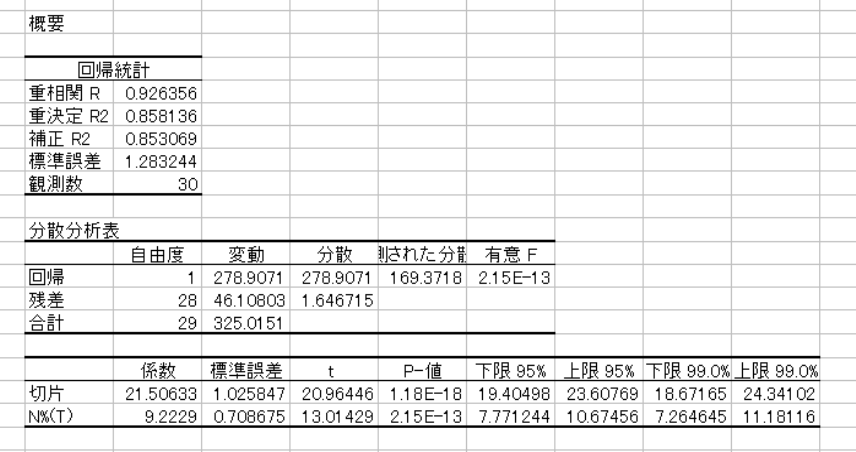 概要
回帰統計
重相関 R 0.926356
重決定 R2 0.858136
補正 R2 0.853069
標準誤差 1.283244
観測数 30
分散分析表
自由度 変動 分散 された分散 有意 F
回帰 1 278.9071 278.9071 169.3718 2.15E-13
残差 28 46.10803 1.646715
合計 29 325.0151
係数 標準誤差 t P-値 下限 95% 上限 95% 下限 99.0% 上限 99.0%
切片 21.50633 1.025847 20.96446 1.18E-18 19.40498 23.60769 18.67165 24.34102
N%(T) 9.2229 0.708675 13.01429 2.15E-13 7.771244 10.67456 7.264645 11.18116